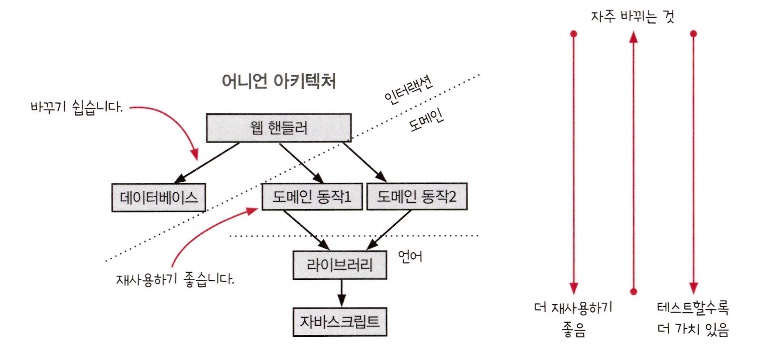 자주 바뀌는 것
어니언 아키텍처
인터랙션
바꾸기 쉽습니다.
도메인
웹 핸들러
데이터베이스
도메인 동작1
도메인 동작2
언어
라이브러리
재사용하기 좋습니다.
자바스크립트
더 재사용하기
좋음
테스트할수록
더 가치 있음